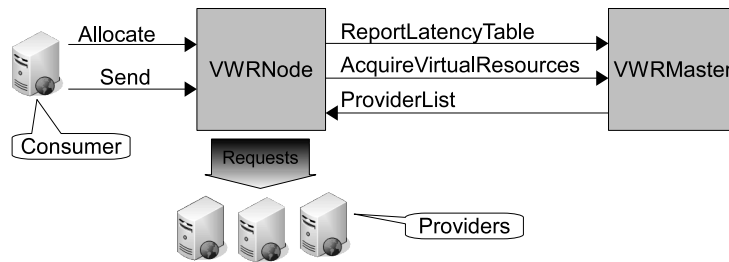 Allocate
Send
Consumer
VWRNode
ReportLatencyTable
AcquireVirtualResources
ProviderList
VWRMaster
Requests
Providers